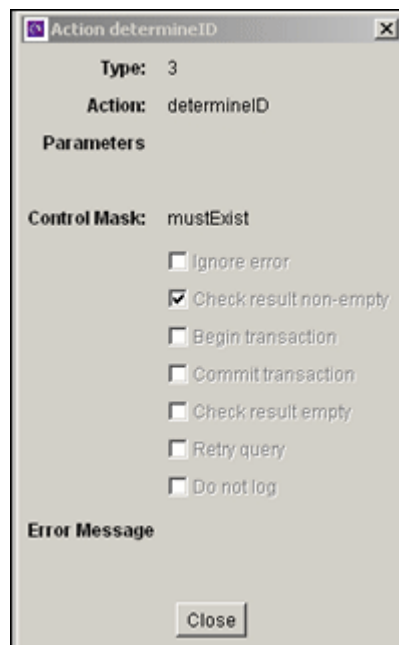 Action determineID
Type: 3
Action: determineID
Parameters
Control Mask: mustExist
Ignore error
Check result non-empty
Begin transaction
Commit transaction
Check result empty
Retry query
Do not log
Error Message
Close